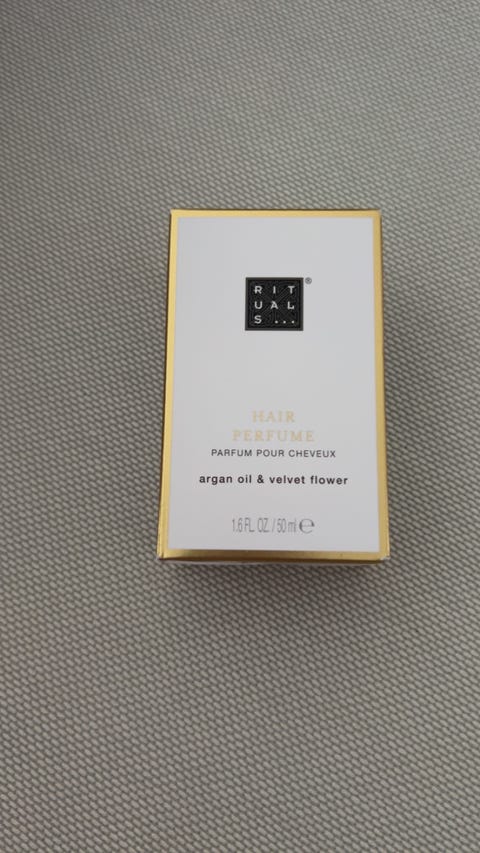 RIT
UAL
S...
®
HAIR
PERFUME
PARFUM POUR CHEVEUX
argan oil & velvet flower
1.6 FL. OZ. / 50 ml ℮